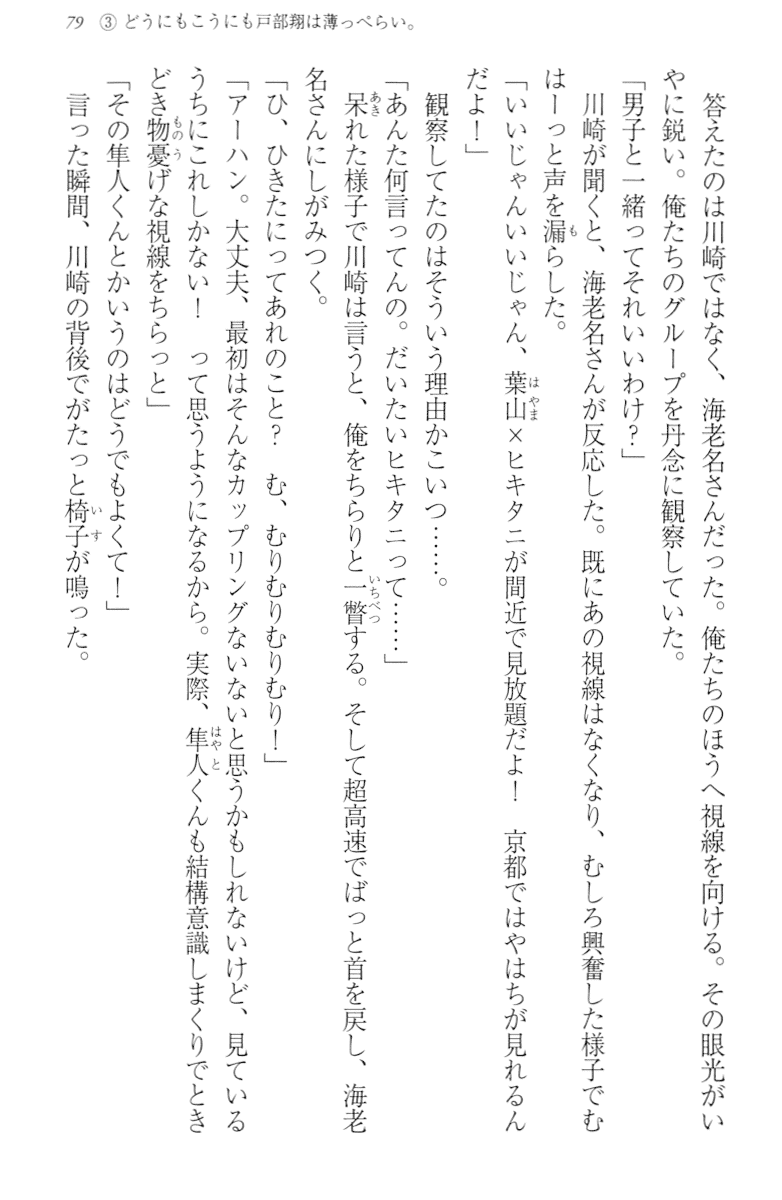 79　③ どうにもこうにも戸部翔は薄っぺらい。
　答えたのは川崎ではなく、海老名さんだった。俺たちのほうへ視線を向ける。その眼光がい
やに鋭い。俺たちのグループを丹念に観察していた。
「男子と一緒ってそれいいわけ？」
　川崎が聞くと、海老名さんが反応した。既にあの視線はなくなり、むしろ興奮した様子でむ
はーっと声を漏らした。
「いいじゃんいいじゃん、葉山×ヒキタニが間近で見放題だよ！　京都ではやはちが見れるん
だよ！」
　観察してたのはそういう理由かこいつ……。
「あんた何言ってんの。だいたいヒキタニって……」
　呆れた様子で川崎は言うと、俺をちらりと一瞥する。そして超高速でばっと首を戻し、海老
名さんにしがみつく。
「ひ、ひきたにってあれのこと？　む、むりむりむりむり！」
「アーハン。大丈夫、最初はそんなカップリングないないと思うかもしれないけど、見ている
うちにこれしかない！　って思うようになるから。実際、隼人くんも結構意識しまくりでとき
どき物憂げな視線をちらっと」
「その隼人くんとかいうのはどうでもよくて！」
　言った瞬間、川崎の背後でがたっと椅子が鳴った。